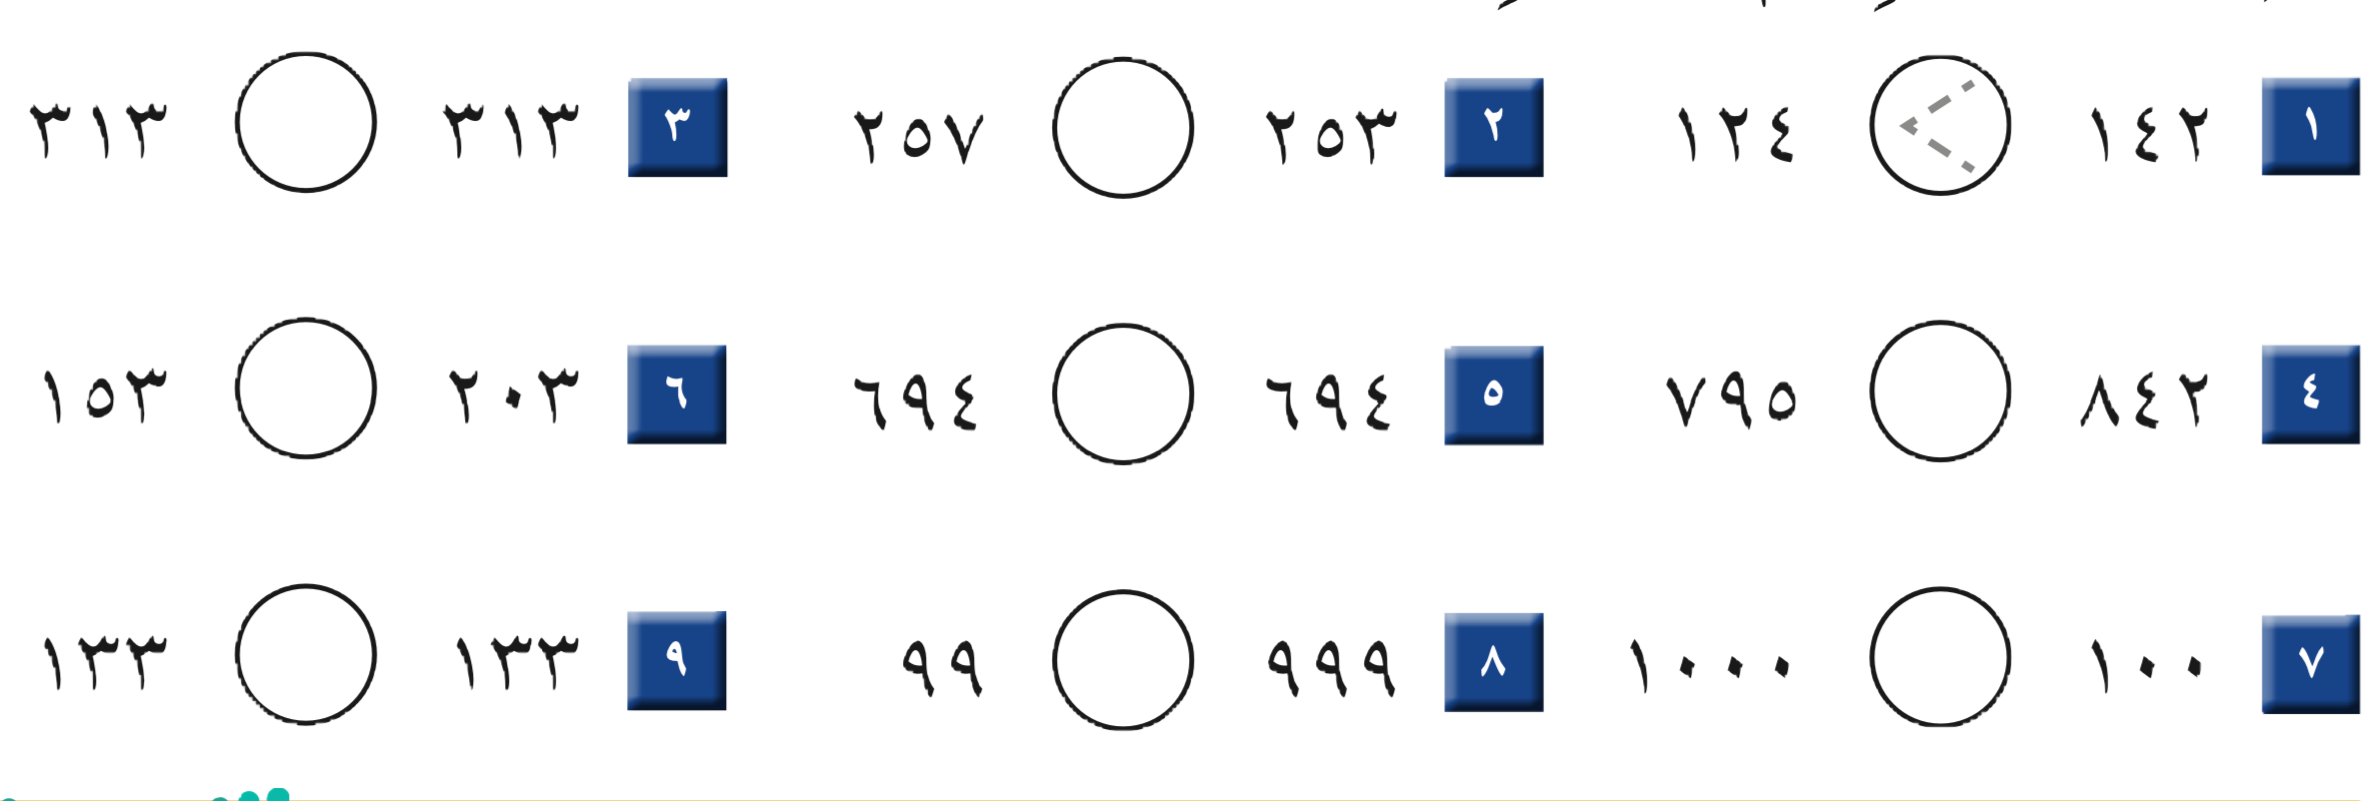 ١ ١٤٢ > ١٢٤ ٢ ٢٥٣ ٢٥٧ ٣ ٣١٣ ٣١٣
٤ ٨٤٢ ٧٩٥ ٥ ٦٩٤ ٦٩٤ ٦ ٢٠٣ ١٥٣
٧ ١٠٠ ١٠٠٠ ٨ ٩٩٩ ٩٩ ٩ ١٣٣ ١٣٣